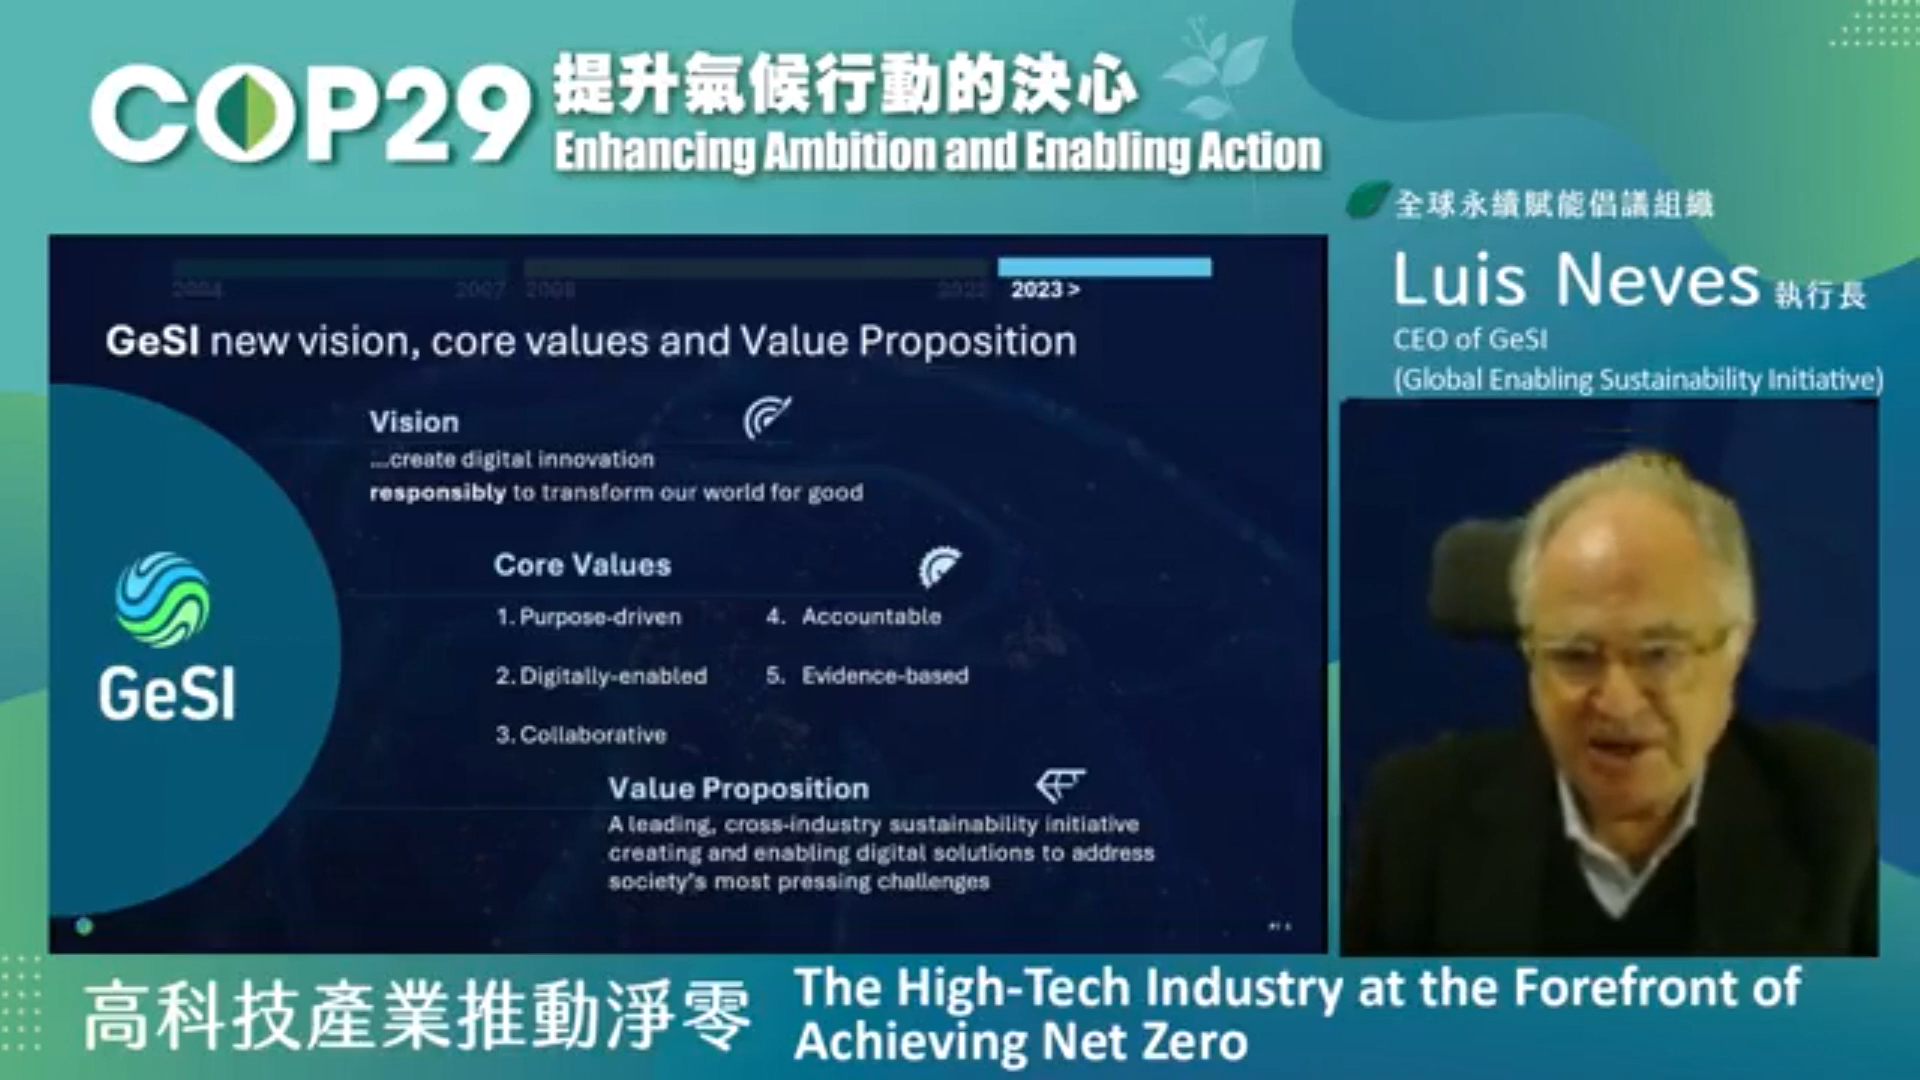 COP29
提升氣候行動的決心
Enhancing Ambition and Enabling Action
全球永續賦能倡議組織
Luis Neves 執行長
CEO of GeSI
(Global Enabling Sustainability Initiative)
2004 2007 2008 2022 2023 >
GeSI new vision, core values and Value Proposition
Vision
...create digital innovation
responsibly to transform our world for good
Core Values
1. Purpose-driven
2. Digitally-enabled
3. Collaborative
4. Accountable
5. Evidence-based
Value Proposition
A leading, cross-industry sustainability initiative
creating and enabling digital solutions to address
society's most pressing challenges
GeSI
高科技產業推動淨零
The High-Tech Industry at the Forefront of
Achieving Net Zero